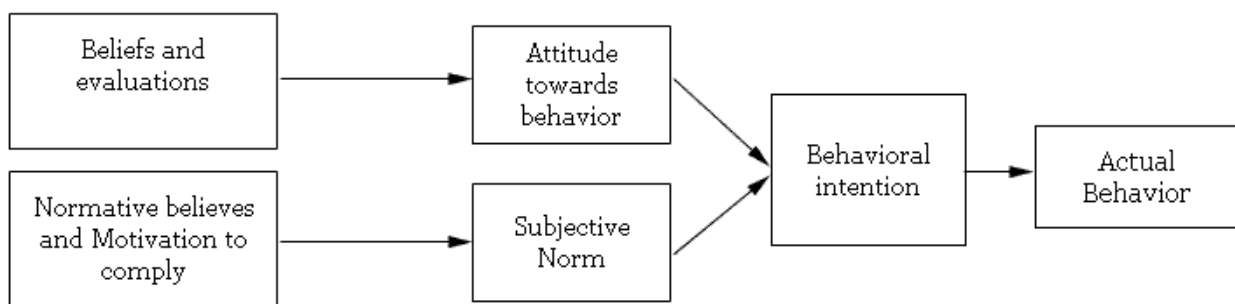 Beliefs and
evaluations
Attitude
towards
behavior
Behavioral
intention
Actual
Behavior
Normative believes
and Motivation to
comply
Subjective
Norm